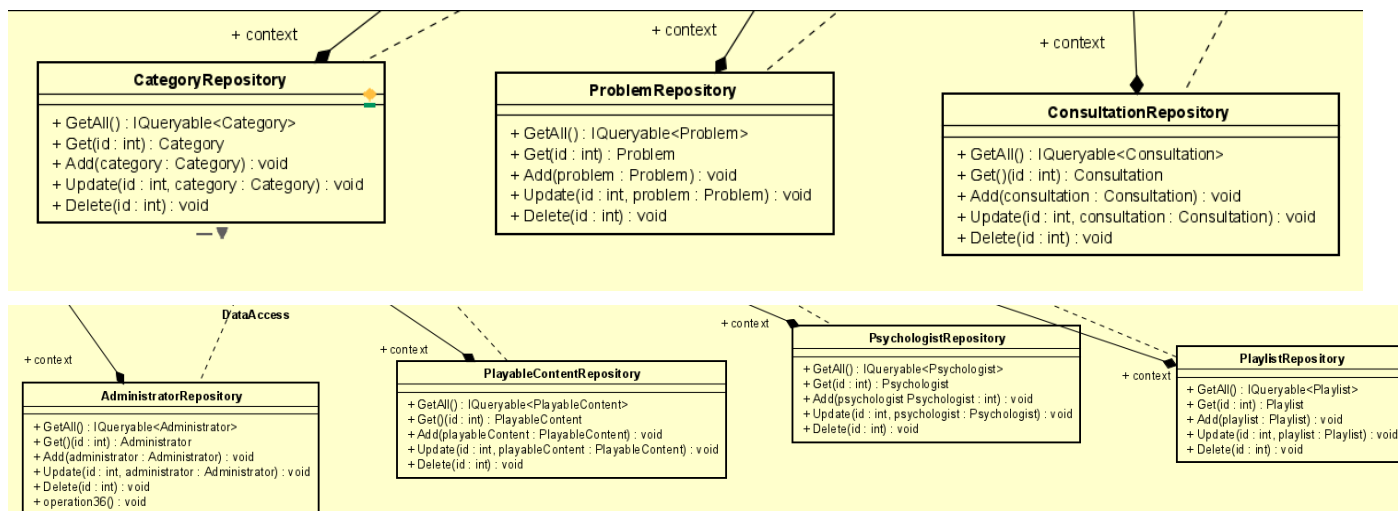 + context
CategoryRepository
+ GetAll() : IQueryable<Category>
+ Get(id : int) : Category
+ Add(category : Category) : void
+ Update(id : int, category : Category) : void
+ Delete(id : int) : void
+ context
ProblemRepository
+ GetAll() : IQueryable<Problem>
+ Get(id : int) : Problem
+ Add(problem : Problem) : void
+ Update(id : int, problem : Problem) : void
+ Delete(id : int) : void
+ context
ConsultationRepository
+ GetAll() : IQueryable<Consultation>
+ Get()(id : int) : Consultation
+ Add(consultation : Consultation) : void
+ Update(id : int, consultation : Consultation) : void
+ Delete(id : int) : void
DataAccess
+ context
AdministratorRepository
+ GetAll() : IQueryable<Administrator>
+ Get()(id : int) : Administrator
+ Add(administrator : Administrator) : void
+ Update(id : int, administrator : Administrator) : void
+ Delete(id : int) : void
+ operation36() : void
+ context
PlayableContentRepository
+ GetAll() : IQueryable<PlayableContent>
+ Get()(id : int) : PlayableContent
+ Add(playableContent : PlayableContent) : void
+ Update(id : int, playableContent : PlayableContent) : void
+ Delete(id : int) : void
+ context
PsychologistRepository
+ GetAll() : IQueryable<Psychologist>
+ Get(id : int) : Psychologist
+ Add(psychologist Psychologist : int) : void
+ Update(id : int, psychologist : Psychologist) : void
+ Delete(id : int) : void
+ context
PlaylistRepository
+ GetAll() : IQueryable<Playlist>
+ Get(id : int) : Playlist
+ Add(playlist : Playlist) : void
+ Update(id : int, playlist : Playlist) : void
+ Delete(id : int) : void